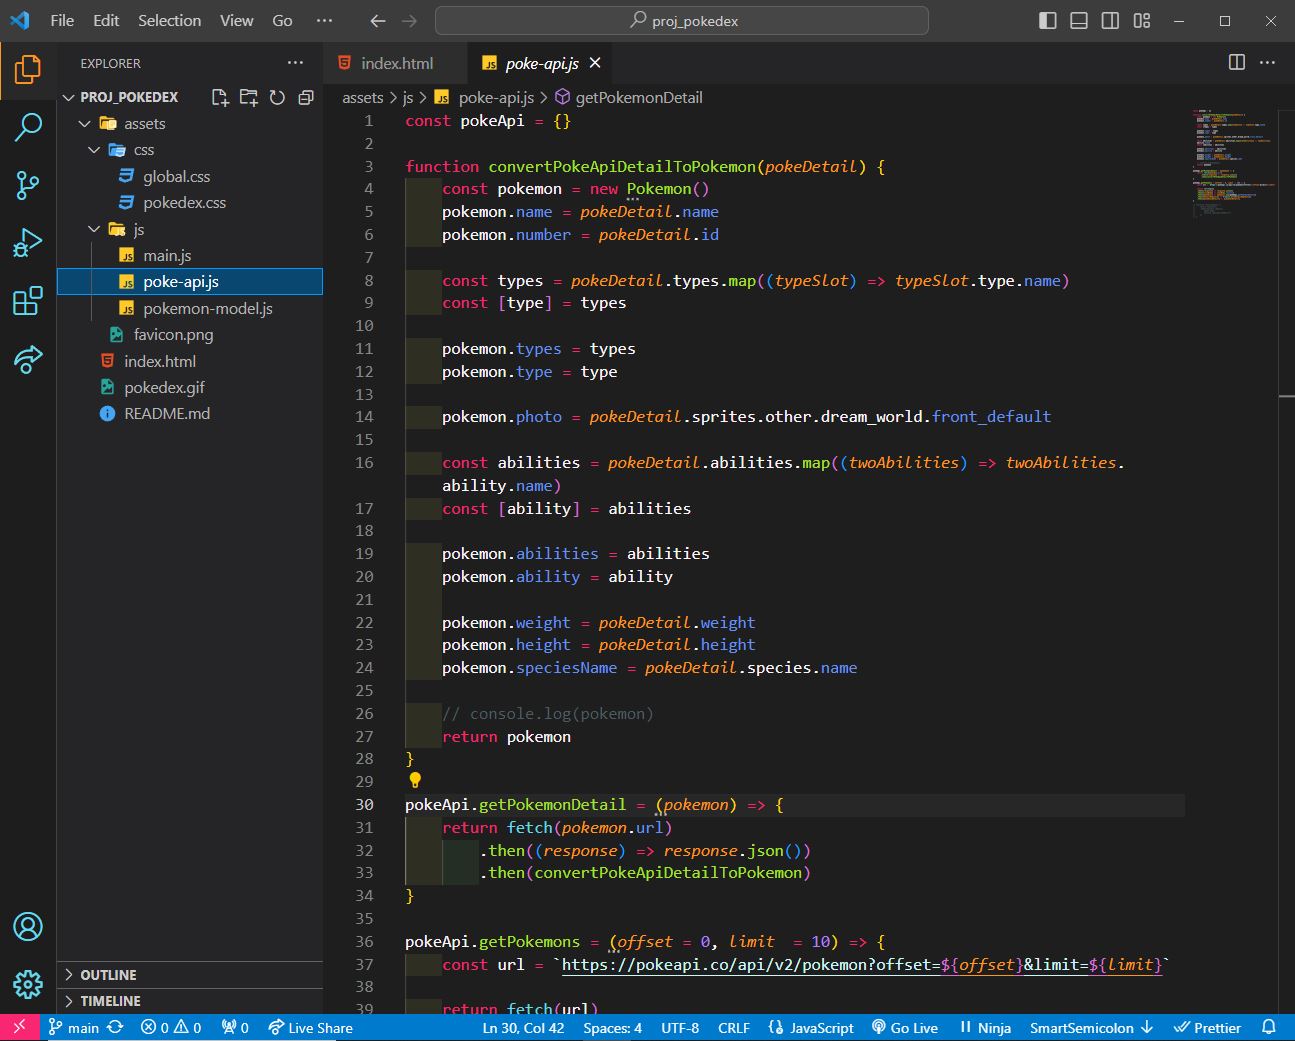 File Edit Selection View Go ··· proj_pokedex
EXPLORER ···
PROJ_POKEDEX
assets
css
global.css
pokedex.css
js
main.js
poke-api.js
pokemon-model.js
favicon.png
index.html
pokedex.gif
README.md
OUTLINE
TIMELINE
index.html JS poke-api.js
assets > js > JS poke-api.js > getPokemonDetail
1 const pokeApi = {}
2
3 function convertPokeApiDetailToPokemon(pokeDetail) {
4 const pokemon = new Pokemon()
5 pokemon.name = pokeDetail.name
6 pokemon.number = pokeDetail.id
7
8 const types = pokeDetail.types.map((typeSlot) => typeSlot.type.name)
9 const [type] = types
10
11 pokemon.types = types
12 pokemon.type = type
13
14 pokemon.photo = pokeDetail.sprites.other.dream_world.front_default
15
16 const abilities = pokeDetail.abilities.map((twoAbilities) => twoAbilities.
ability.name)
17 const [ability] = abilities
18
19 pokemon.abilities = abilities
20 pokemon.ability = ability
21
22 pokemon.weight = pokeDetail.weight
23 pokemon.height = pokeDetail.height
24 pokemon.speciesName = pokeDetail.species.name
25
26 // console.log(pokemon)
27 return pokemon
28 }
29
30 pokeApi.getPokemonDetail = (pokemon) => {
31 return fetch(pokemon.url)
32 .then((response) => response.json())
33 .then(convertPokeApiDetailToPokemon)
34 }
35
36 pokeApi.getPokemons = (offset = 0, limit  = 10) => {
37 const url = `https://pokeapi.co/api/v2/pokemon?offset=${offset}&limit=${limit}`
38
39 return fetch(url)
main 0 0 0 Live Share Ln 30, Col 42 Spaces: 4 UTF-8 CRLF {} JavaScript Go Live Ninja SmartSemicolon ↓ Prettier